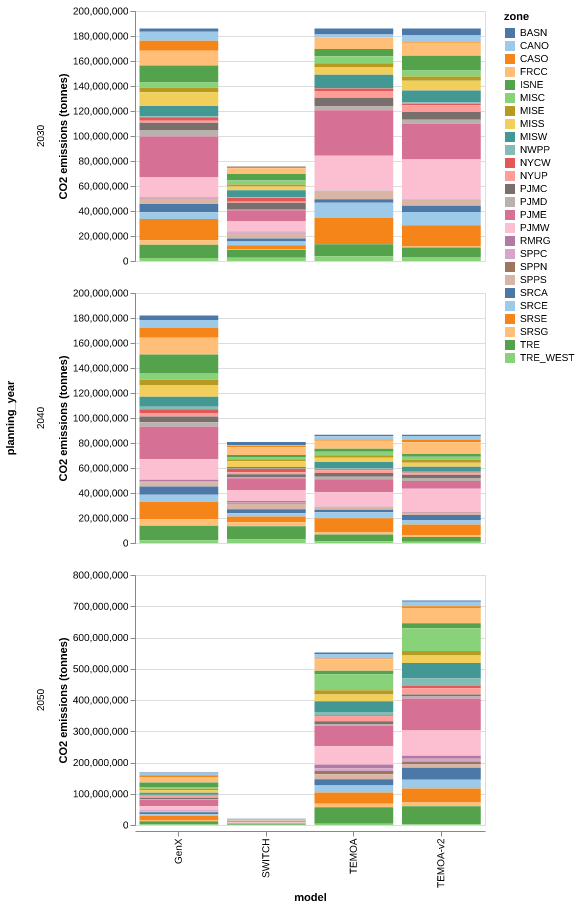 zone
BASN
CANO
CASO
FRCC
ISNE
MISC
MISE
MISS
MISW
NWPP
NYCW
NYUP
PJMC
PJMD
PJME
PJMW
RMRG
SPPC
SPPN
SPPS
SRCA
SRCE
SRSE
SRSG
TRE
TRE_WEST
planning_year
2030
CO2 emissions (tonnes)
200,000,000
180,000,000
160,000,000
140,000,000
120,000,000
100,000,000
80,000,000
60,000,000
40,000,000
20,000,000
0
2040
CO2 emissions (tonnes)
200,000,000
180,000,000
160,000,000
140,000,000
120,000,000
100,000,000
80,000,000
60,000,000
40,000,000
20,000,000
0
2050
CO2 emissions (tonnes)
800,000,000
700,000,000
600,000,000
500,000,000
400,000,000
300,000,000
200,000,000
100,000,000
0
GenX
SWITCH
TEMOA
TEMOA-v2
model